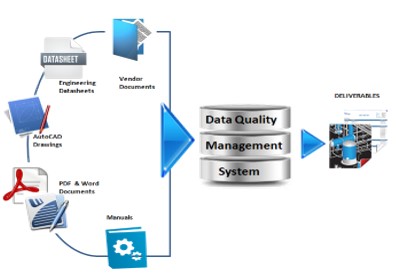 DATASHEET
Engineering
Datasheets
Vendor
Documents
AutoCAD
Drawings
PDF & Word
Documents
Manuals
Data Quality
Management
System
DELIVERABLES